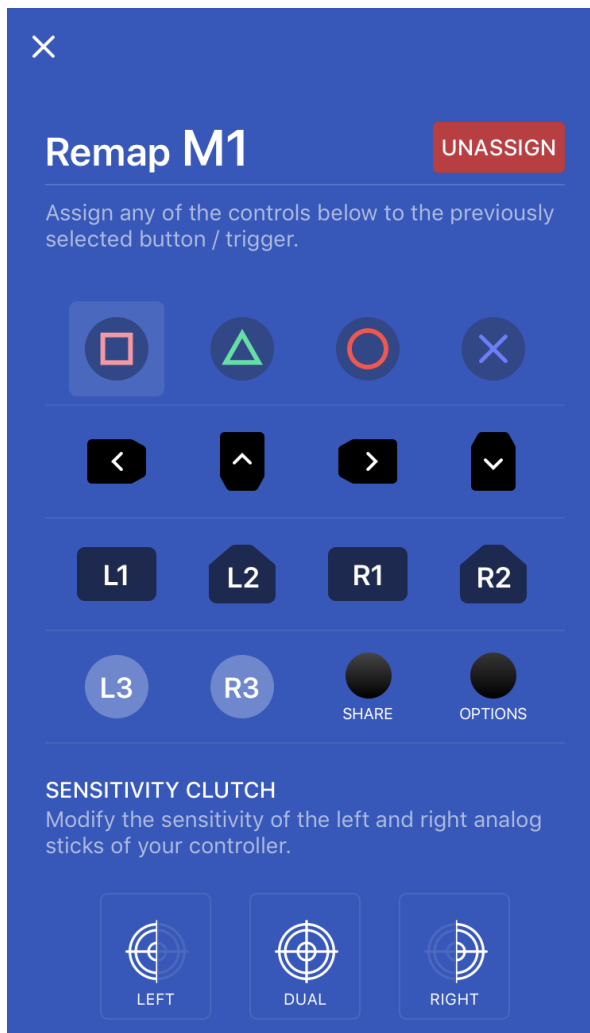 Remap M1
UNASSIGN
Assign any of the controls below to the previously
selected button / trigger.
L1
L2
R1
R2
L3
R3
SHARE
OPTIONS
SENSITIVITY CLUTCH
Modify the sensitivity of the left and right analog
sticks of your controller.
LEFT
DUAL
RIGHT